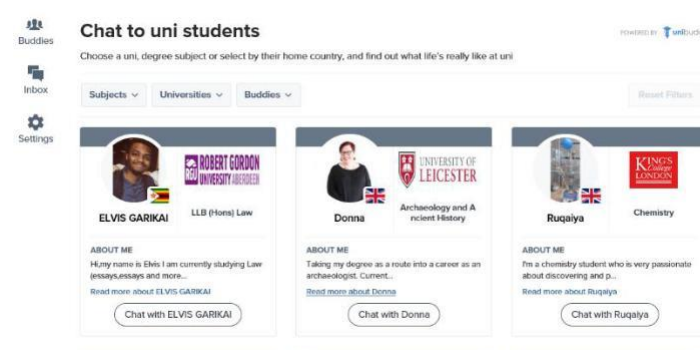 Buddies
Inbox
Settings
Chat to uni students
POWERED BY unibuddy
Choose a uni, degree subject or select by their home country, and find out what life's really like at uni
Subjects Universities Buddies Reset Filters
RGU ROBERT GORDON
UNIVERSITY ABERDEEN
ELVIS GARIKAI
LLB (Hons) Law
ABOUT ME
Hi,my name is Elvis I am currently studying Law
(essays,essays and more...
Read more about ELVIS GARIKAI
Chat with ELVIS GARIKAI
UNIVERSITY OF
LEICESTER
Donna
Archaeology and A
ncient History
ABOUT ME
Taking my degree as a route into a career as an
archaeologist. Current...
Read more about Donna
Chat with Donna
KING'S
College
LONDON
Ruqaiya
Chemistry
ABOUT ME
I'm a chemistry student who is very passionate
about discovering and p...
Read more about Ruqaiya
Chat with Ruqaiya